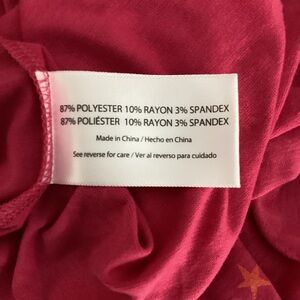 87% POLYESTER 10% RAYON 3% SPANDEX
87% POLIÉSTER 10% RAYON 3% SPANDEX
Made in China / Hecho en China
See reverse for care / Ver al reverso para cuidado